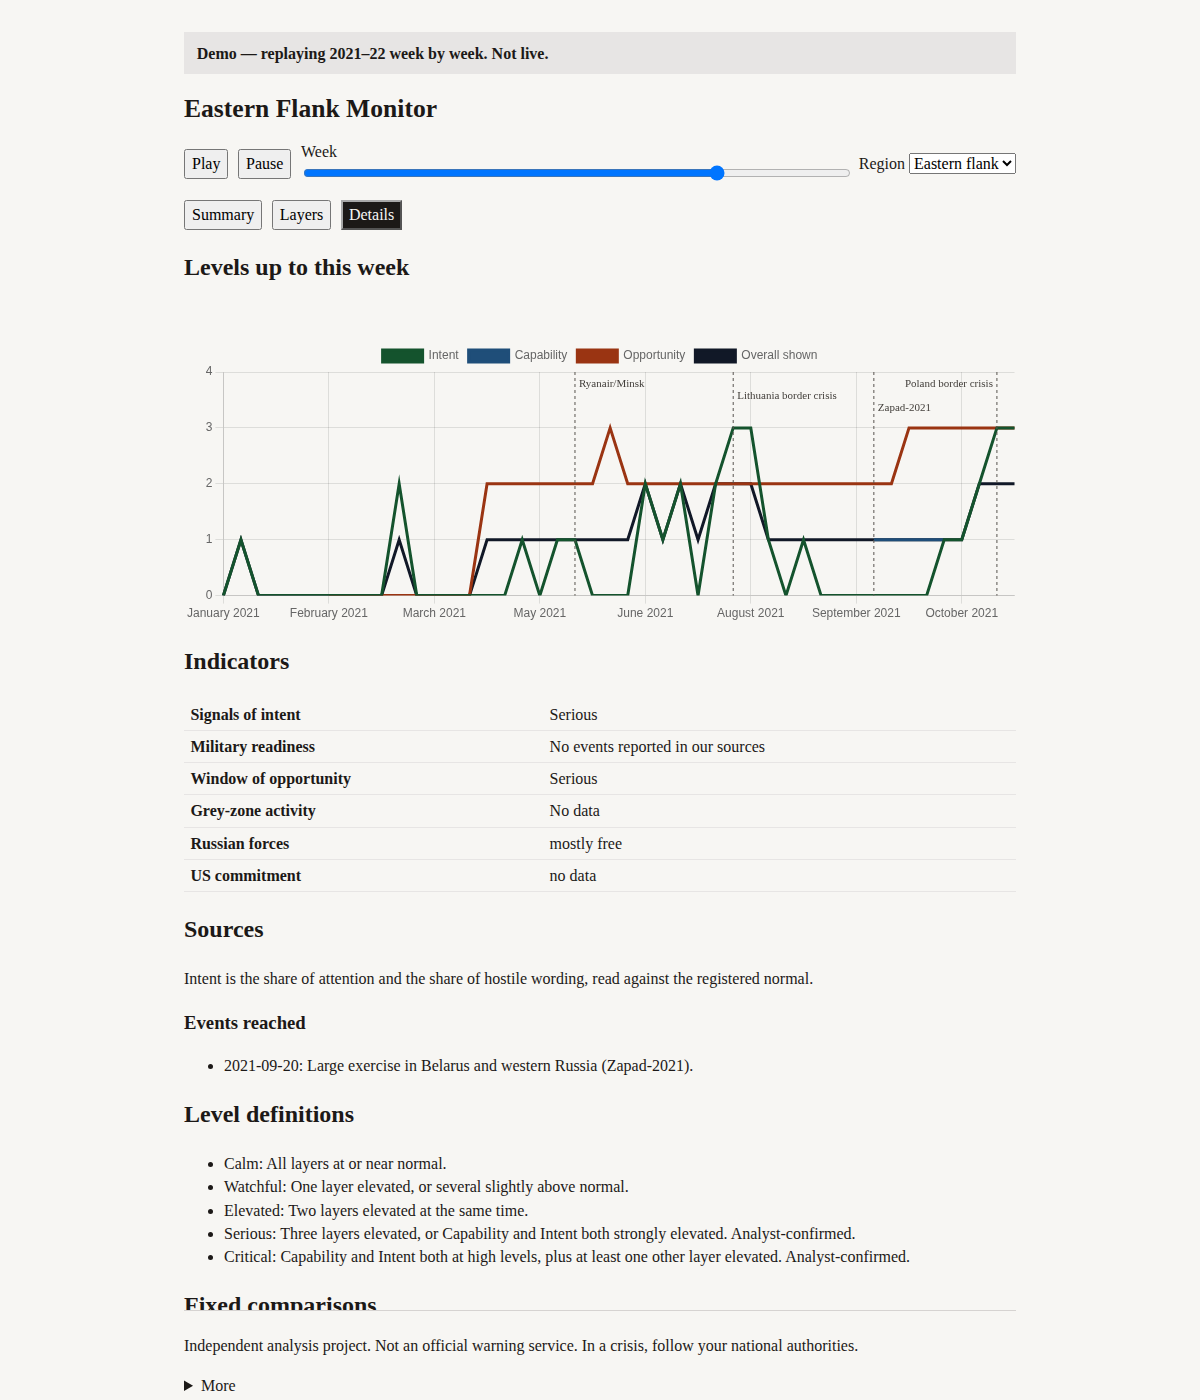 Demo — replaying 2021–22 week by week. Not live.
Eastern Flank Monitor
Play Pause Week Region Eastern flank
Summary Layers Details
Levels up to this week
Intent Capability Opportunity Overall shown
4
3
2
1
0
Ryanair/Minsk
Lithuania border crisis
Zapad-2021
Poland border crisis
January 2021 February 2021 March 2021 May 2021 June 2021 August 2021 September 2021 October 2021
Indicators
Signals of intent Serious
Military readiness No events reported in our sources
Window of opportunity Serious
Grey-zone activity No data
Russian forces mostly free
US commitment no data
Sources
Intent is the share of attention and the share of hostile wording, read against the registered normal.
Events reached
2021-09-20: Large exercise in Belarus and western Russia (Zapad-2021).
Level definitions
Calm: All layers at or near normal.
Watchful: One layer elevated, or several slightly above normal.
Elevated: Two layers elevated at the same time.
Serious: Three layers elevated, or Capability and Intent both strongly elevated. Analyst-confirmed.
Critical: Capability and Intent both at high levels, plus at least one other layer elevated. Analyst-confirmed.
Fixed comparisons
Independent analysis project. Not an official warning service. In a crisis, follow your national authorities.
More